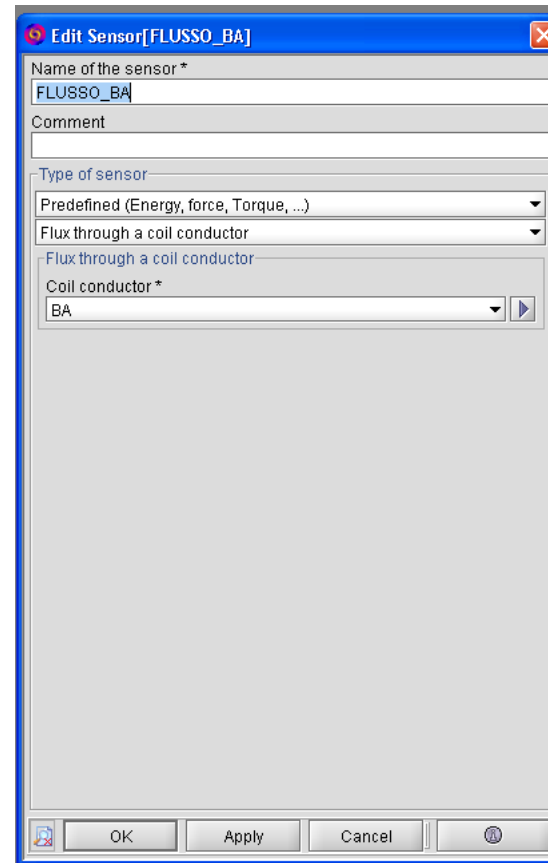 Edit Sensor[FLUSSO_BA]
Name of the sensor *
FLUSSO_BA
Comment
Type of sensor
Predefined (Energy, force, Torque, ...)
Flux through a coil conductor
Flux through a coil conductor
Coil conductor *
BA
OK Apply Cancel